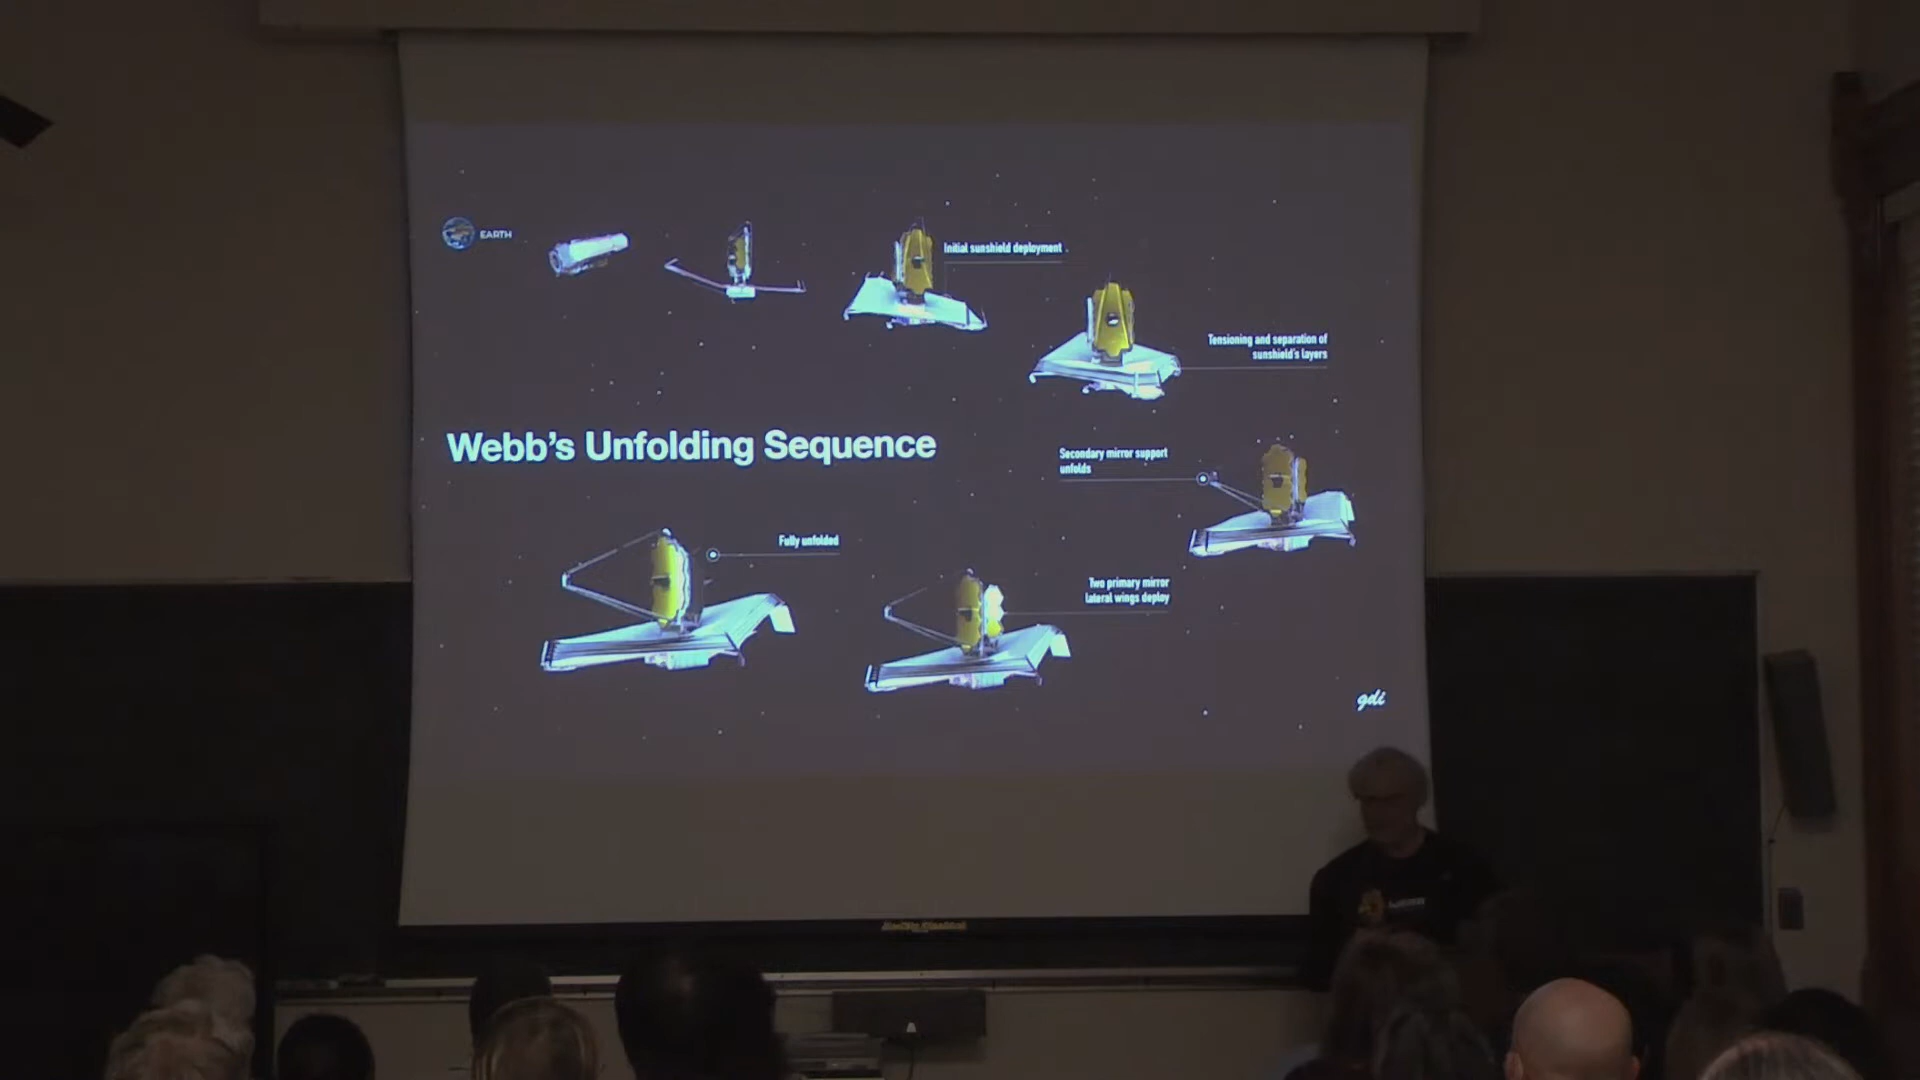 EARTH
Initial sunshield deployment
Tensioning and separation of
sunshield's layers
Webb's Unfolding Sequence
Secondary mirror support
unfolds
Fully unfolded
Two primary mirror
lateral wings deploy
gdi